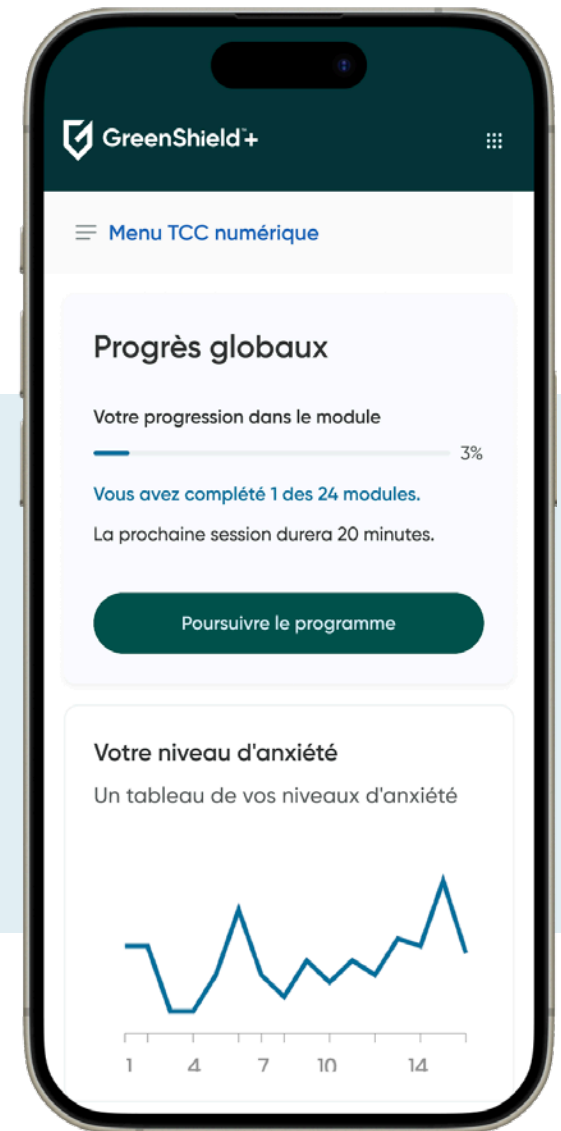 GreenShield™+
Menu TCC numérique
Progrès globaux
Votre progression dans le module
3%
Vous avez complété 1 des 24 modules.
La prochaine session durera 20 minutes.
Poursuivre le programme
Votre niveau d'anxiété
Un tableau de vos niveaux d'anxiété
1 4 7 10 14